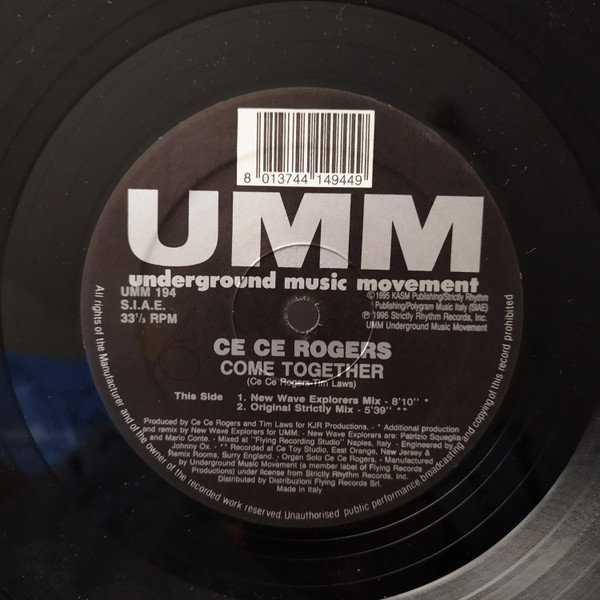 8 013744 149449
UMM
underground music movement
UMM 194
S.I.A.E.
33⅓ RPM
©1995 KASM Publishing/Strictly Rhythm
Publishing/Polygram Music Italy (SIAE)
℗ 1995 Strictly Rhythm Records, Inc.
UMM Underground Music Movement
CE CE ROGERS
COME TOGETHER
(Ce Ce Rogers-Tim Laws)
This Side 1. New Wave Explorers Mix - 8'10'' *
2. Original Strictly Mix - 5'39'' **
Produced by Ce Ce Rogers and Tim Laws for KJR Productions. - * Additional production
and remix by New Wave Explorers for UMM. - New Wave Explorers are: Patrizio Squeglia
and Mario Conte. - Mixed at "Flying Recording Studio" Naples, Italy - Engineered by
Johnny Ox. - ** Recorded at Ce Toy Studio, East Orange, New Jersey &
Remix Rooms, Surry England. - Organ Solo Ce Ce Rogers. - Manufactured
by Underground Music Movement (a member label of Flying Records
Productions) under license from Strictly Rhythm Records, Inc.
Distributed by Distribuzioni Flying Records Srl.
Made in Italy
All rights of the Manufacturer and of the owner of the recorded work reserved. Unauthorised public performance, broadcasting and copying of this record prohibited